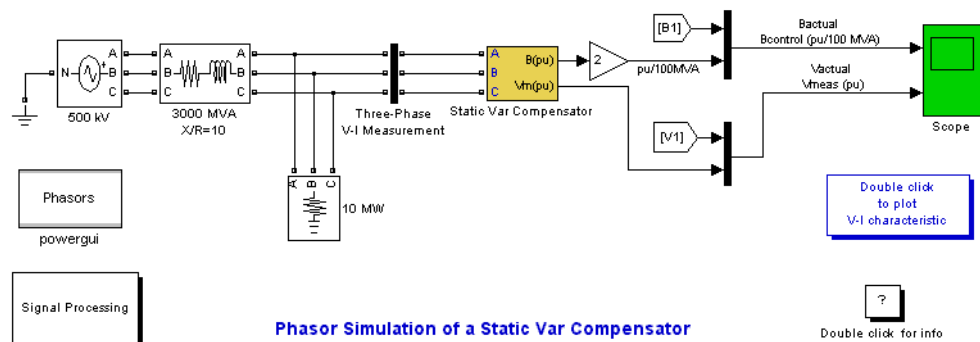 [B1]
Bactual
Bcontrol (pu/100 MVA)
A A A A A
N B B B B B B(pu) 2
C C C C C Vm(pu)
pu/100MVA
Vactual
Vmeas (pu)
500 kV
3000 MVA
X/R=10
Three-Phase
V-I Measurement
Static Var Compensator
Scope
[V1]
A B C
10 MW
Phasors
powergui
Double click
to plot
V-I characteristic
Signal Processing
?
Phasor Simulation of a Static Var Compensator
Double click for info